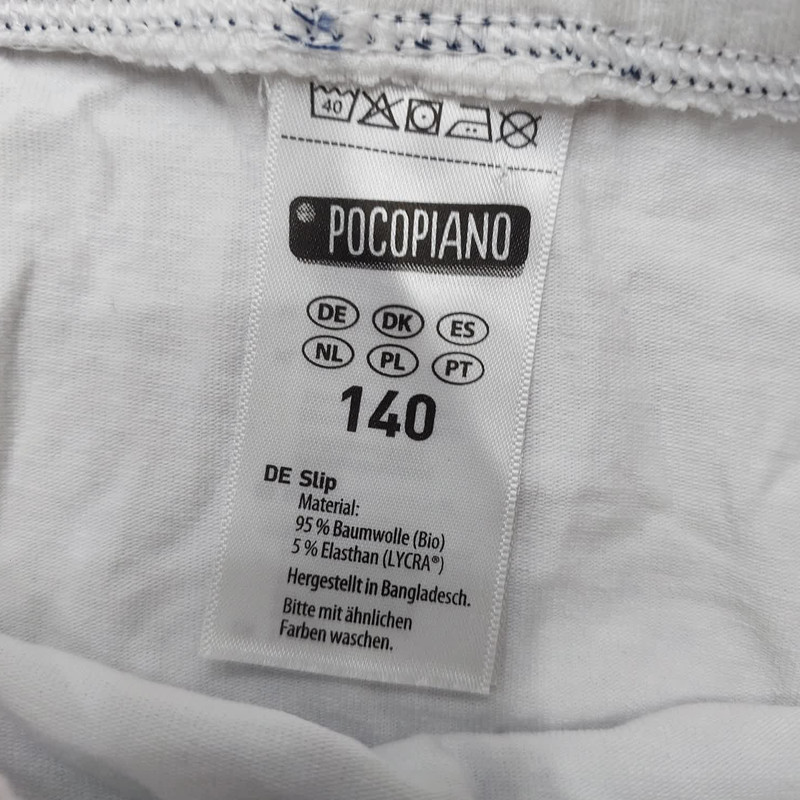 40
POCOPIANO
DE DK ES
NL PL PT
140
DE Slip
Material:
95 % Baumwolle (Bio)
5 % Elasthan (LYCRA®)
Hergestellt in Bangladesch.
Bitte mit ähnlichen
Farben waschen.